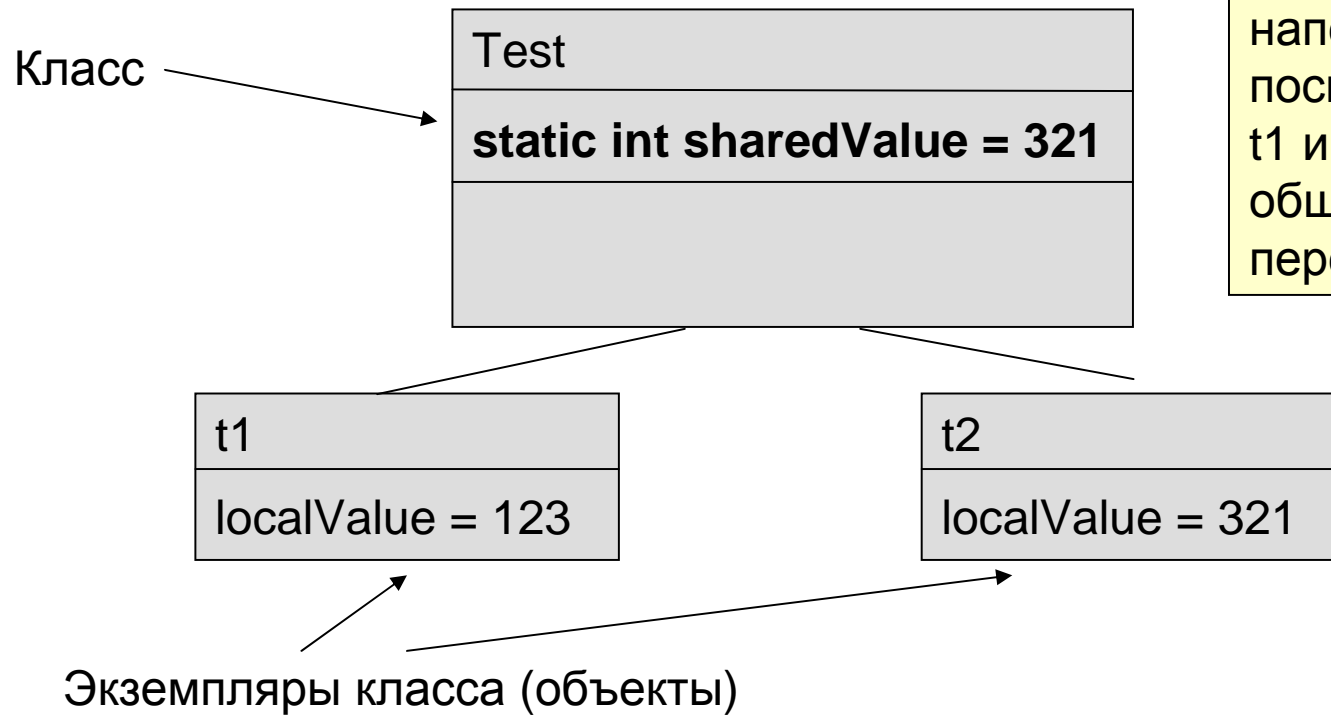 Класс
Test
static int sharedValue = 321
t1 и
t1
localValue = 123
t2
localValue = 321
Экземпляры класса (объекты)